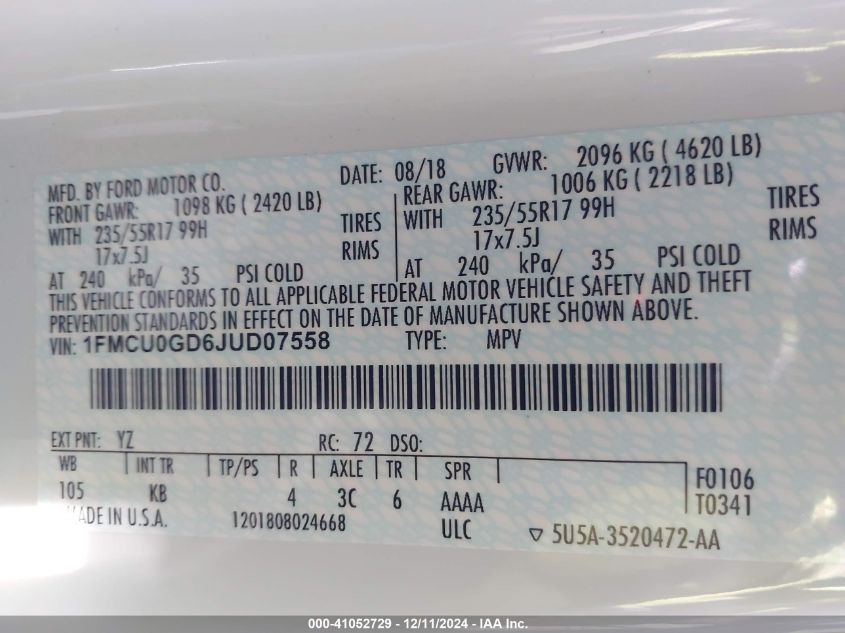 MFD. BY FORD MOTOR CO. DATE: 08/18 GVWR: 2096 KG ( 4620 LB)
FRONT GAWR: 1098 KG ( 2420 LB) REAR GAWR: 1006 KG ( 2218 LB)
WITH 235/55R17 99H TIRES WITH 235/55R17 99H TIRES
17x7.5J RIMS 17x7.5J RIMS
AT 240 kPa/ 35 PSI COLD AT 240 kPa/ 35 PSI COLD
THIS VEHICLE CONFORMS TO ALL APPLICABLE FEDERAL MOTOR VEHICLE SAFETY AND THEFT
PREVENTION STANDARDS IN EFFECT ON THE DATE OF MANUFACTURE SHOWN ABOVE.
VIN: 1FMCU0GD6JUD07558 TYPE: MPV
EXT PNT: YZ RC: 72 DSO:
WB INT TR TP/PS R AXLE TR SPR F0106
105 KB 4 3C 6 AAAA T0341
MADE IN U.S.A. 1201808024668 ULC ▽ 5U5A-3520472-AA
000-41052729 - 12/11/2024 - IAA Inc.